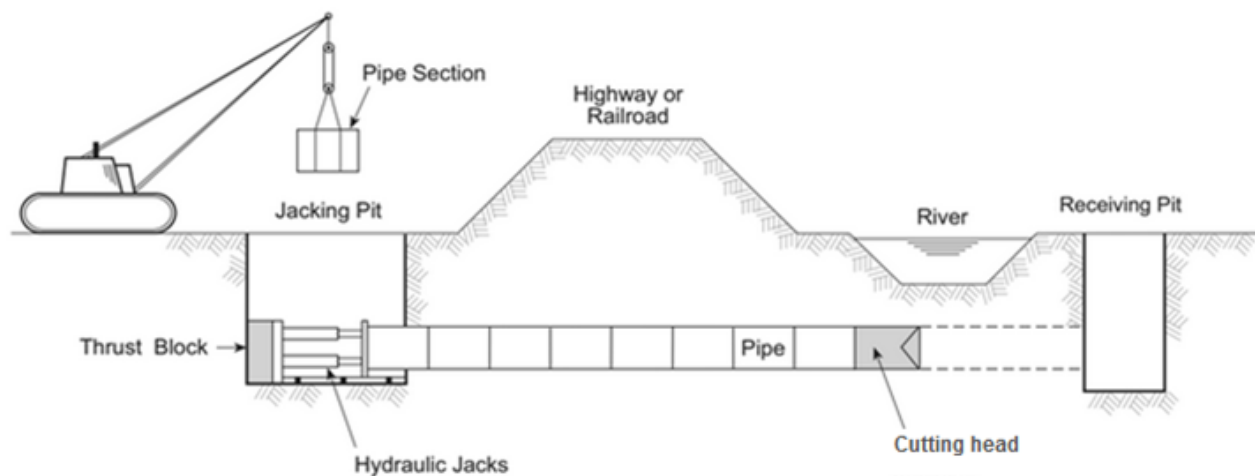 Pipe Section
Highway or
Railroad
Jacking Pit
River
Receiving Pit
Thrust Block
Pipe
Cutting head
Hydraulic Jacks